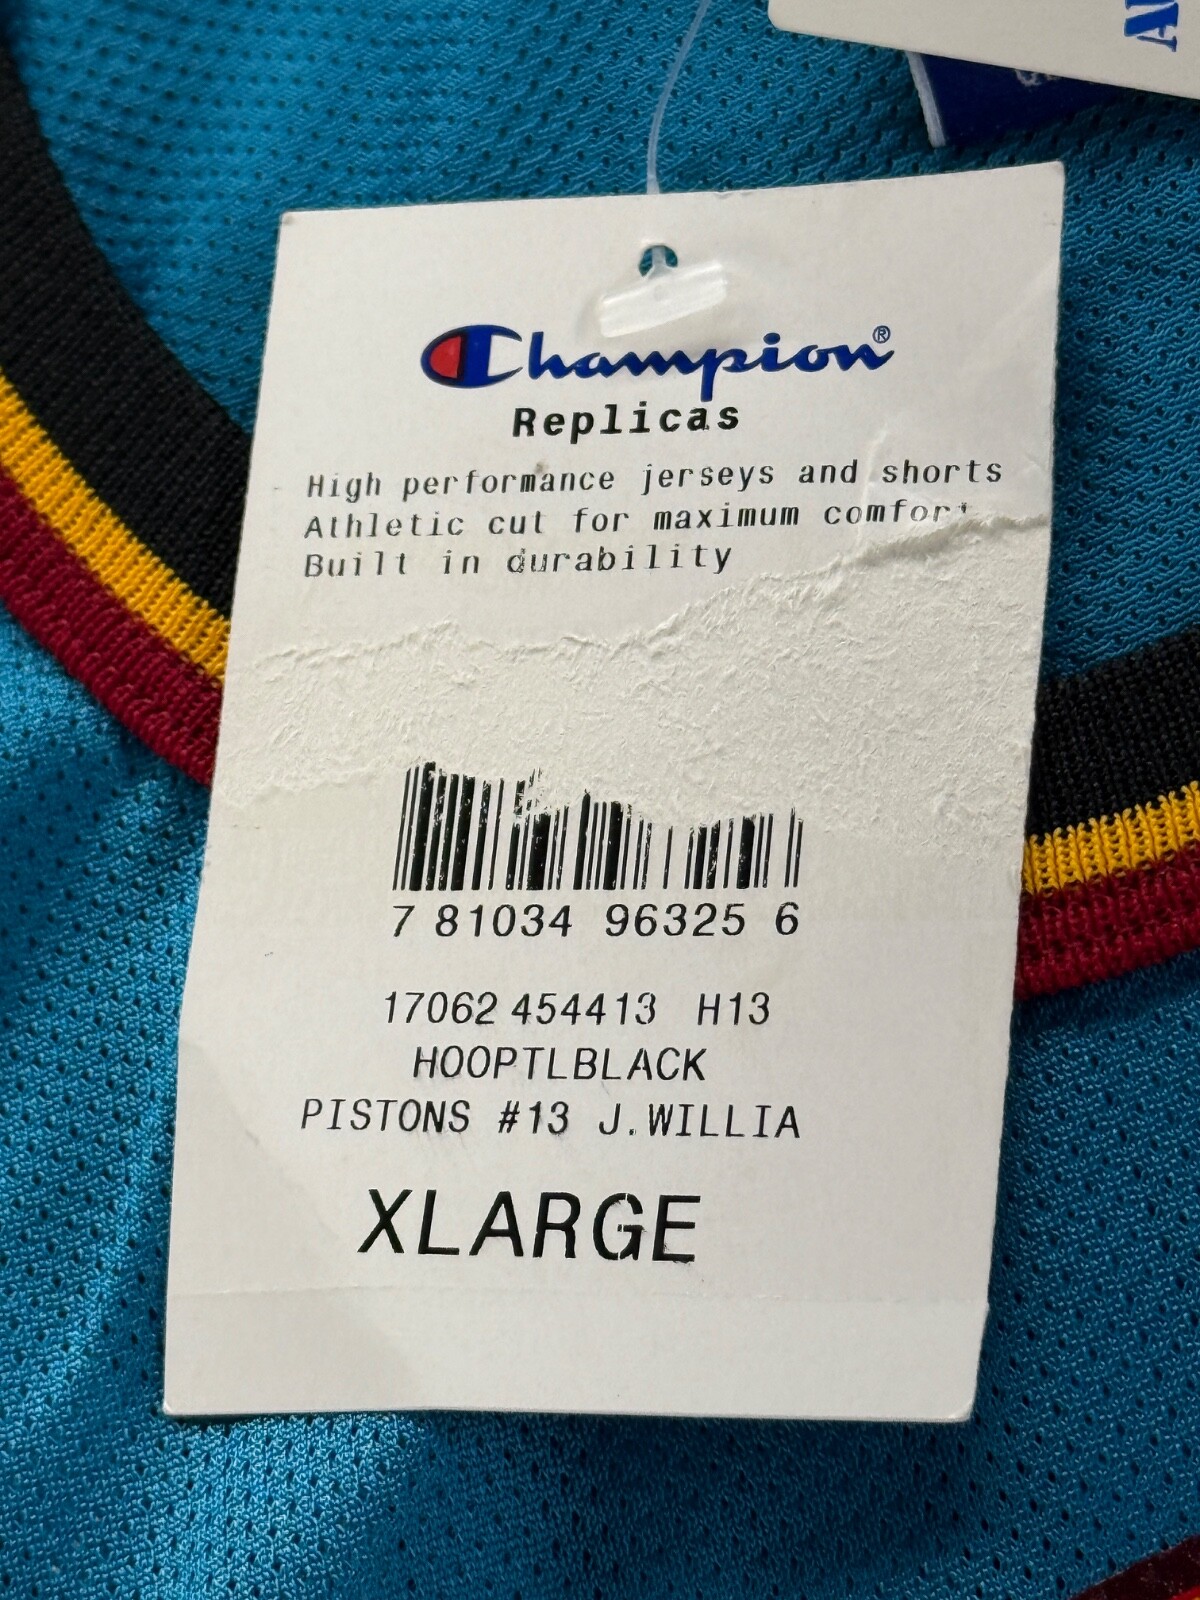 Champion®
Replicas
High performance jerseys and shorts
Athletic cut for maximum comfort
Built in durability
7 81034 96325 6
17062 454413 H13
HOOPTLBLACK
PISTONS #13 J.WILLIA
XLARGE